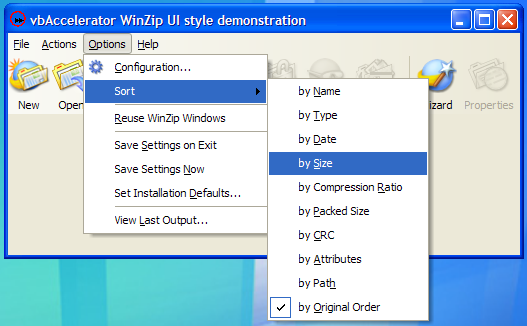 vbAccelerator WinZip UI style demonstration
File Actions Options Help
New Open Wizard Properties
Configuration...
Sort
Reuse WinZip Windows
Save Settings on Exit
Save Settings Now
Set Installation Defaults...
View Last Output...
by Name
by Type
by Date
by Size
by Compression Ratio
by Packed Size
by CRC
by Attributes
by Path
by Original Order